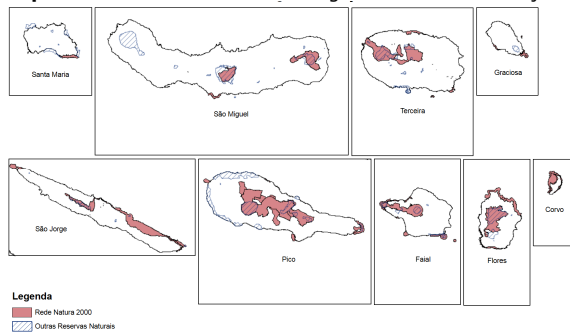 Santa Maria
São Miguel
Terceira
Graciosa
São Jorge
Pico
Faial
Flores
Corvo
Legenda
Rede Natura 2000
Outras Reservas Naturais